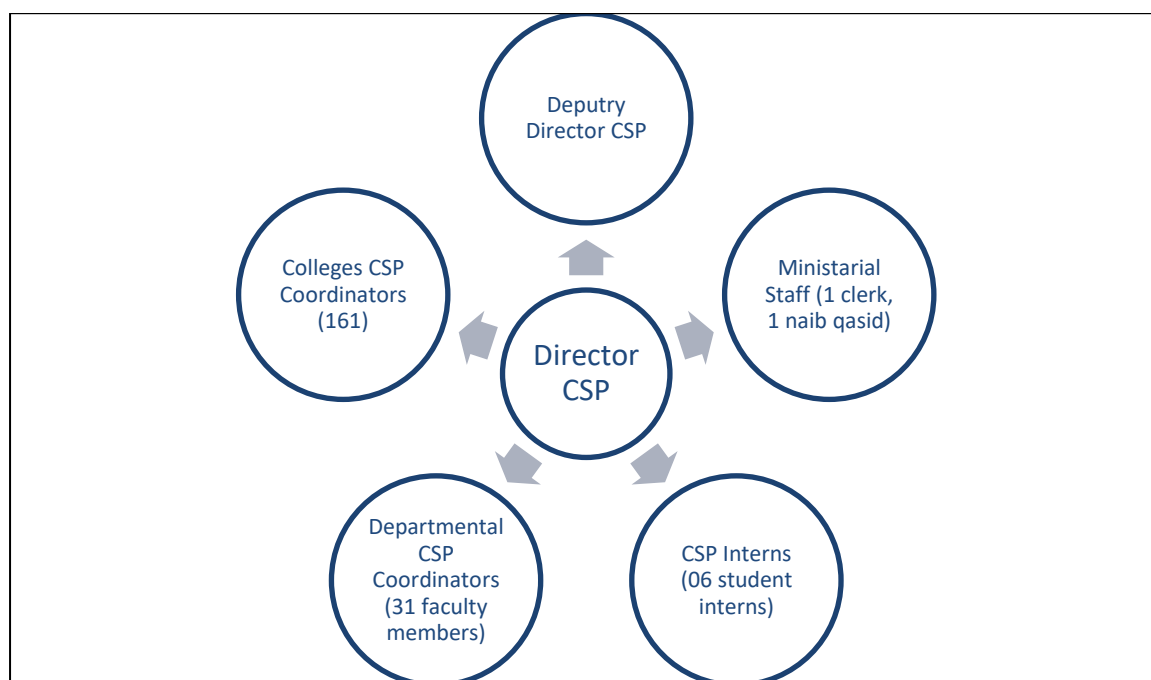 Deputry
Director CSP
Colleges CSP
Coordinators
(161)
Ministarial
Staff (1 clerk,
1 naib qasid)
Director
CSP
Departmental
CSP
Coordinators
(31 faculty
members)
CSP Interns
(06 student
interns)